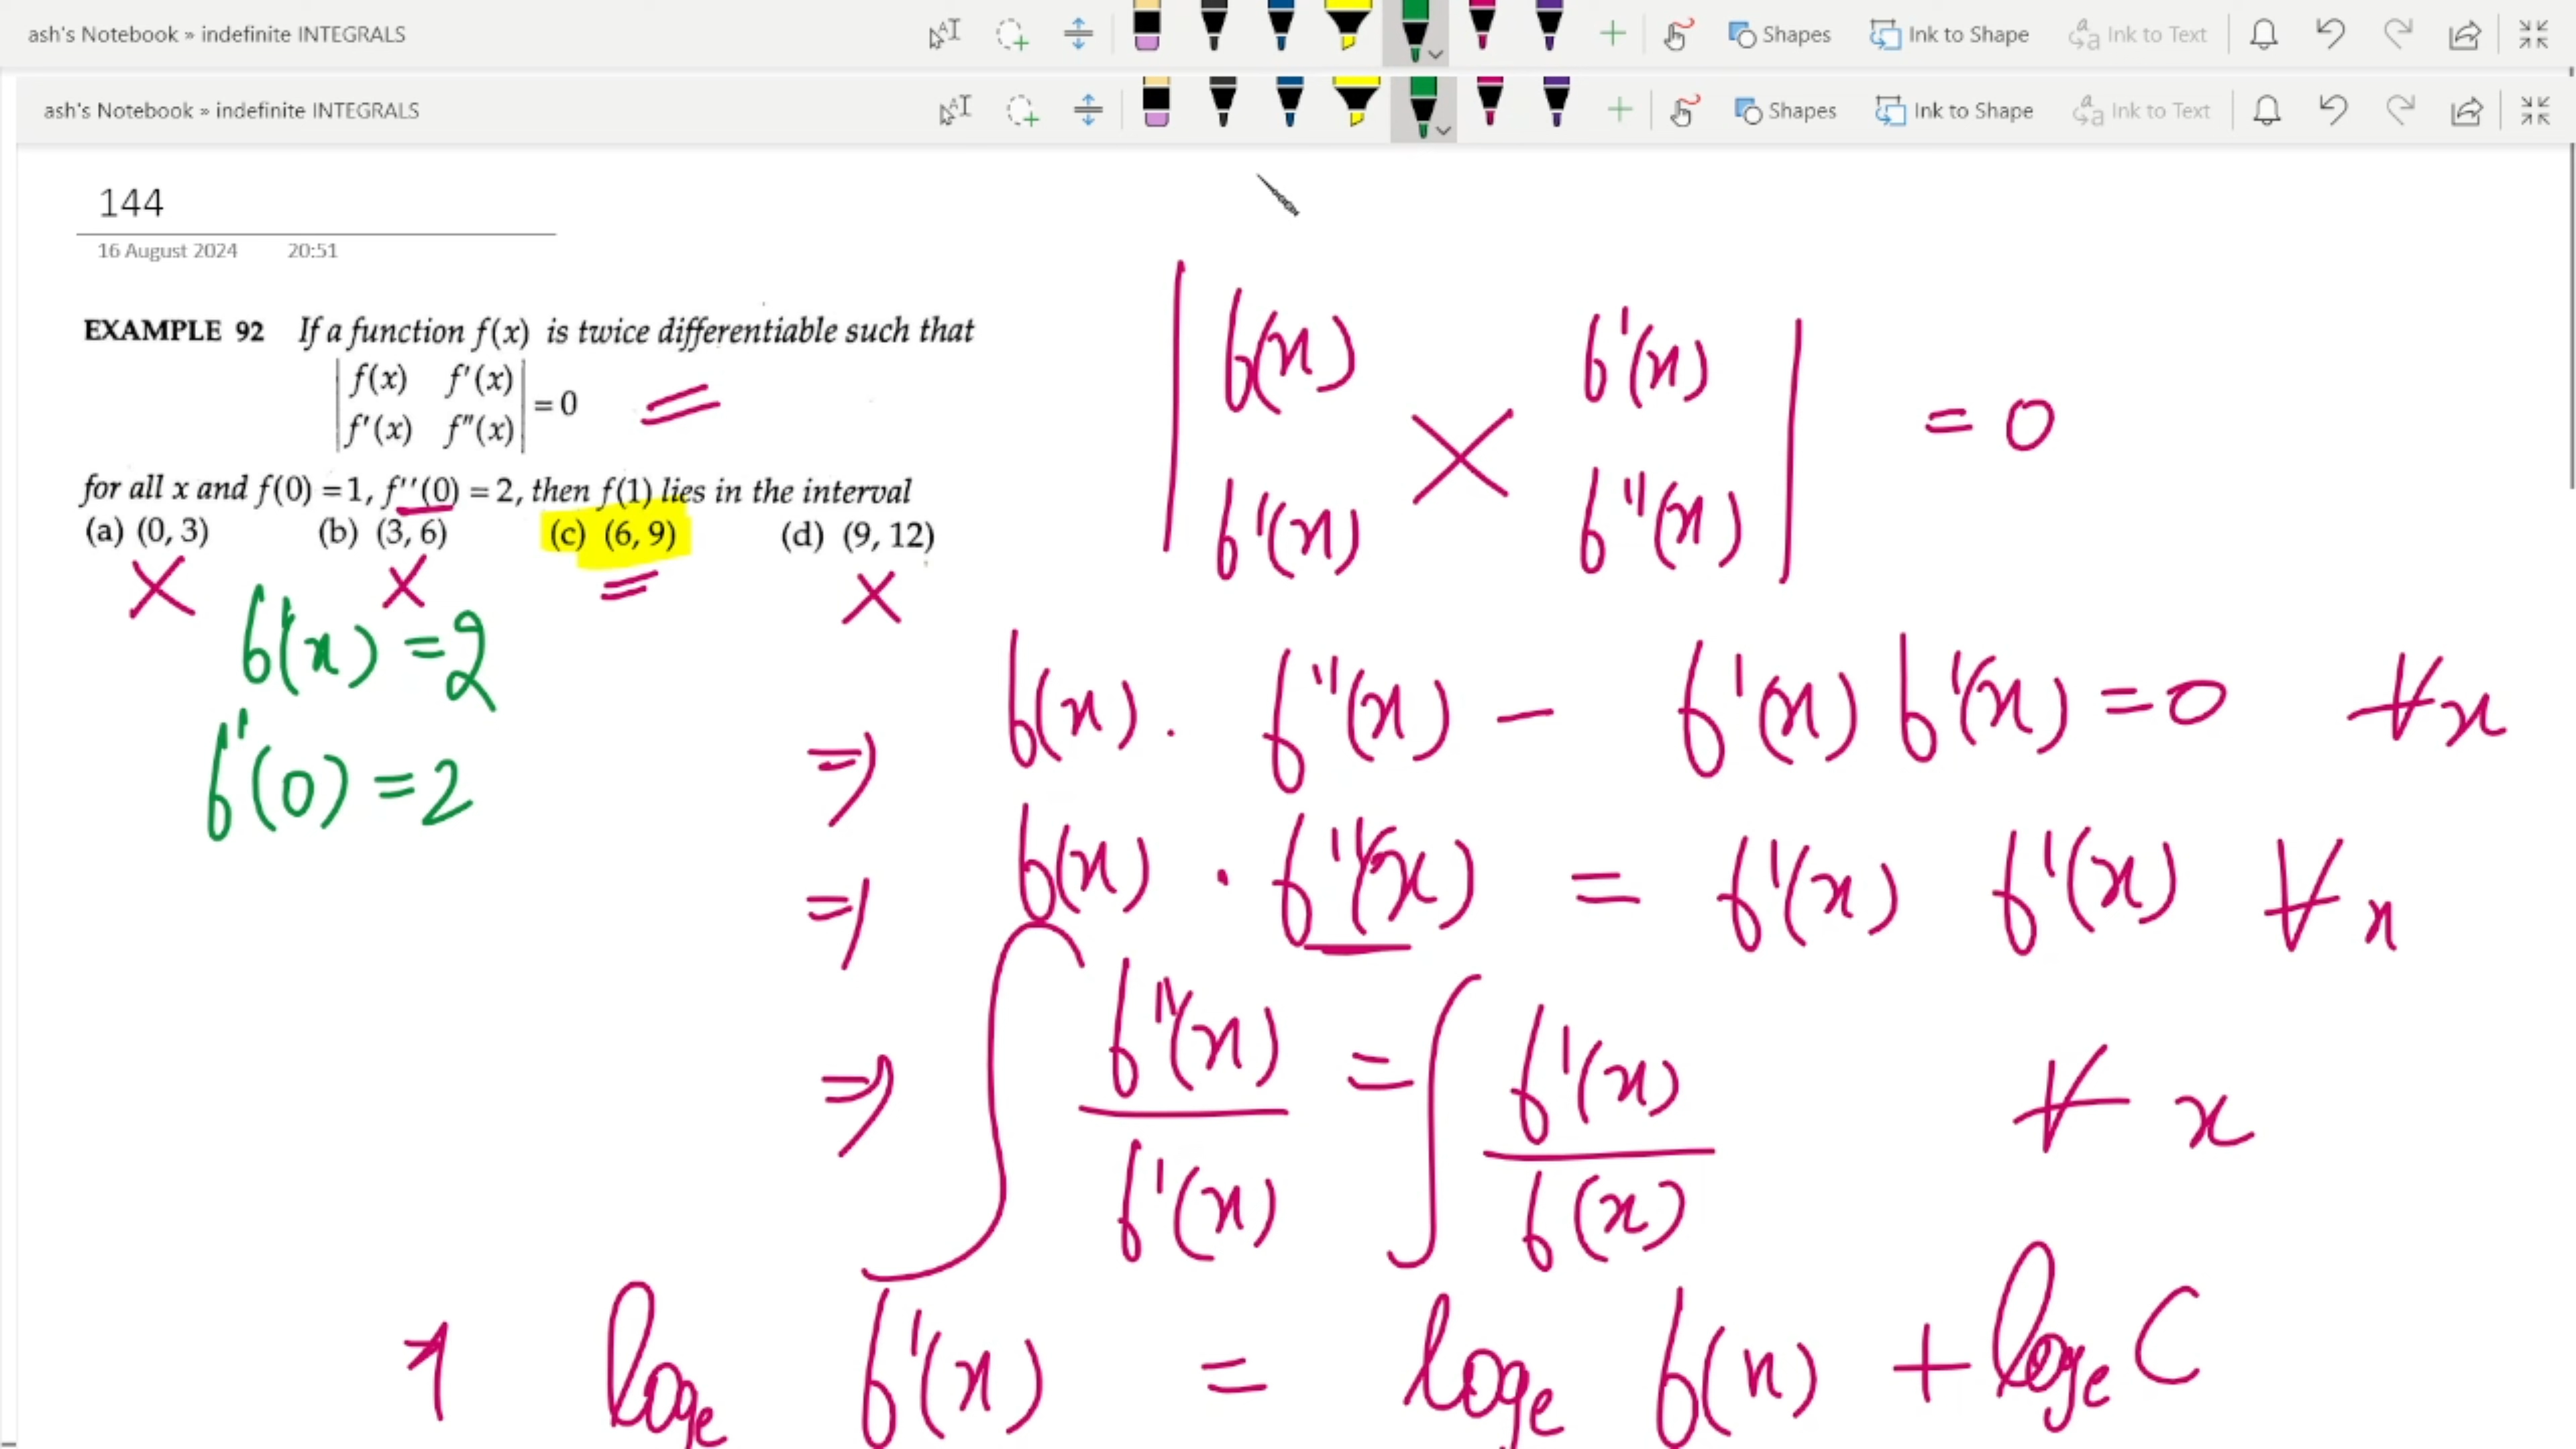 ash's Notebook » indefinite INTEGRALS
Shapes Ink to Shape Ink to Text
ash's Notebook » indefinite INTEGRALS
Shapes Ink to Shape Ink to Text
144
16 August 2024 20:51
EXAMPLE 92 If a function f(x) is twice differentiable such that
| f(x) f'(x) |
| f'(x) f''(x) | = 0
for all x and f(0) = 1, f''(0) = 2, then f(1) lies in the interval
(a) (0, 3) (b) (3, 6) (c) (6, 9) (d) (9, 12)
f'(x) = 2
f'(0) = 2
| f(x) f'(x) |
| f'(x) f''(x) | = 0
⇒ f(x) . f''(x) − f'(x) f'(x) = 0 ∀ x
⇒ f(x) · f''(x) = f'(x) f'(x) ∀ x
⇒ ∫ f''(x) / f'(x) = ∫ f'(x) / f(x) ∀ x
log_e f'(x) = log_e f(x) + log_e C